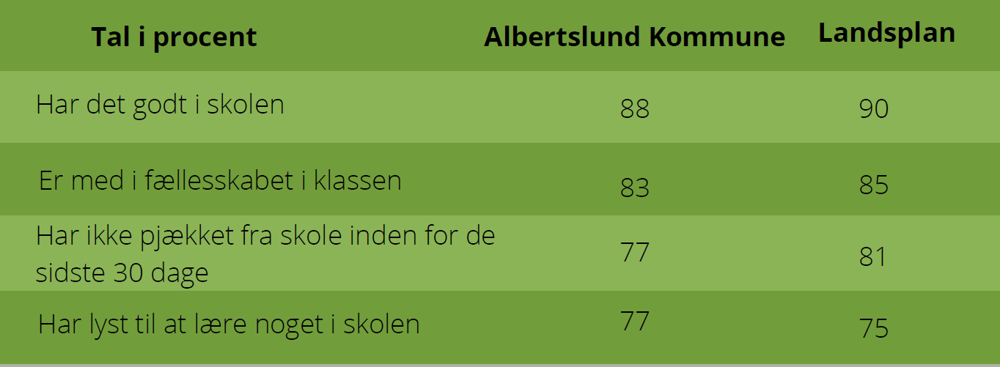 Tal i procent Albertslund Kommune Landsplan
Har det godt i skolen 88 90
Er med i fællesskabet i klassen 83 85
Har ikke pjækket fra skole inden for de
sidste 30 dage 77 81
Har lyst til at lære noget i skolen 77 75